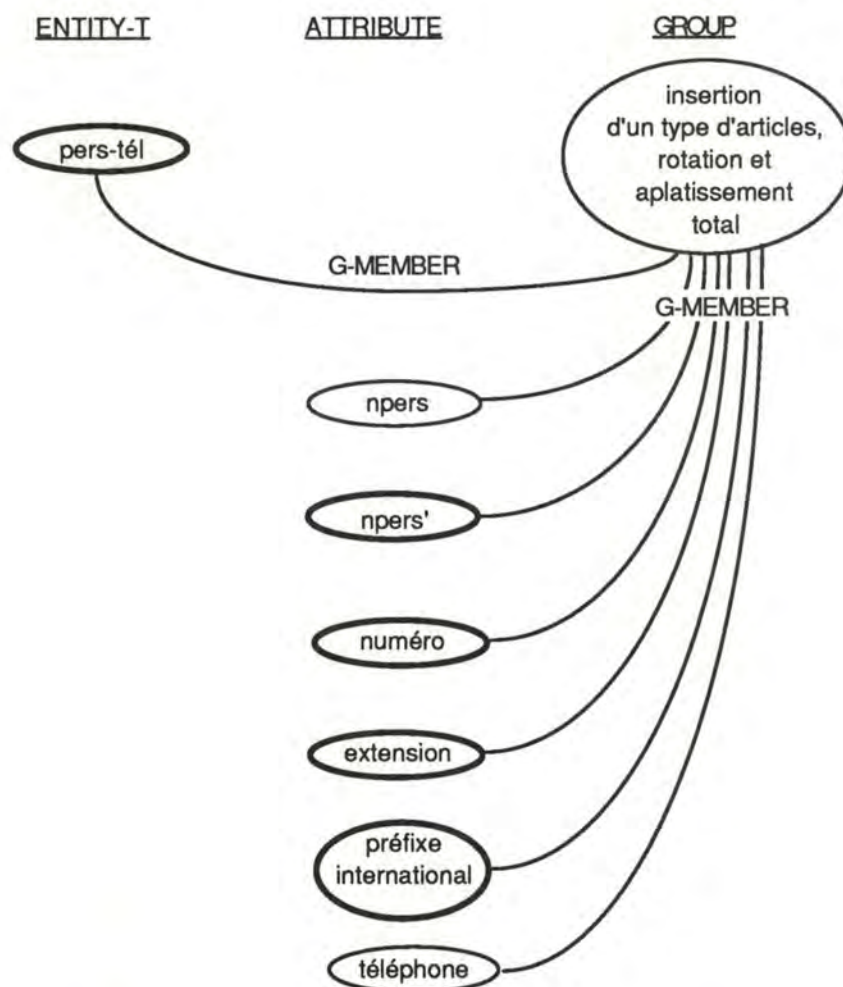 ENTITY-T ATTRIBUTE GROUP
insertion
d'un type d'articles,
rotation et
aplatissement
total
pers-tél
G-MEMBER
G-MEMBER
npers
npers'
numéro
extension
préfixe
international
téléphone